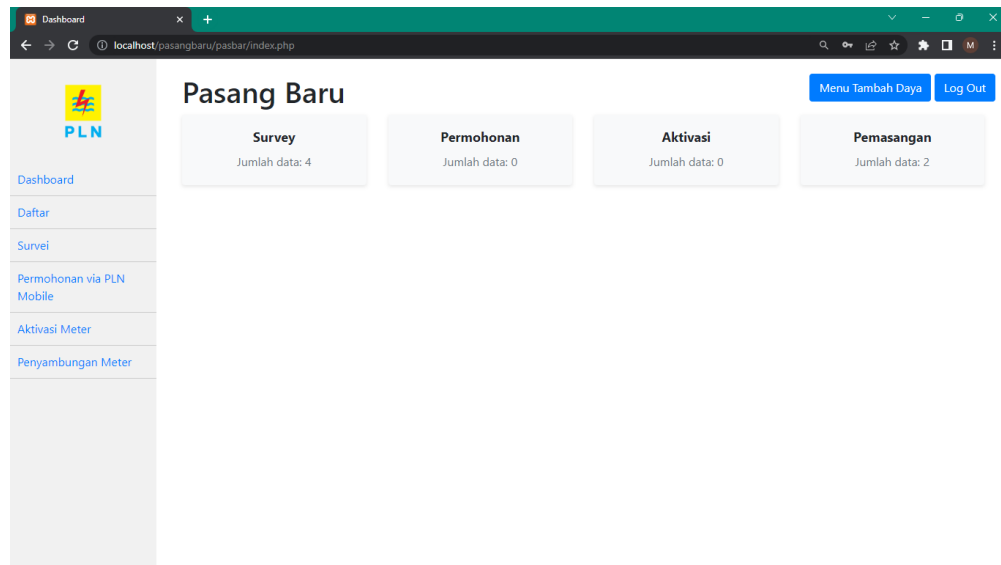 Dashboard
localhost/pasangbaru/pasbar/index.php
M
PLN
Dashboard
Daftar
Survei
Permohonan via PLN
Mobile
Aktivasi Meter
Penyambungan Meter
Pasang Baru
Menu Tambah Daya
Log Out
Survey
Jumlah data: 4
Permohonan
Jumlah data: 0
Aktivasi
Jumlah data: 0
Pemasangan
Jumlah data: 2